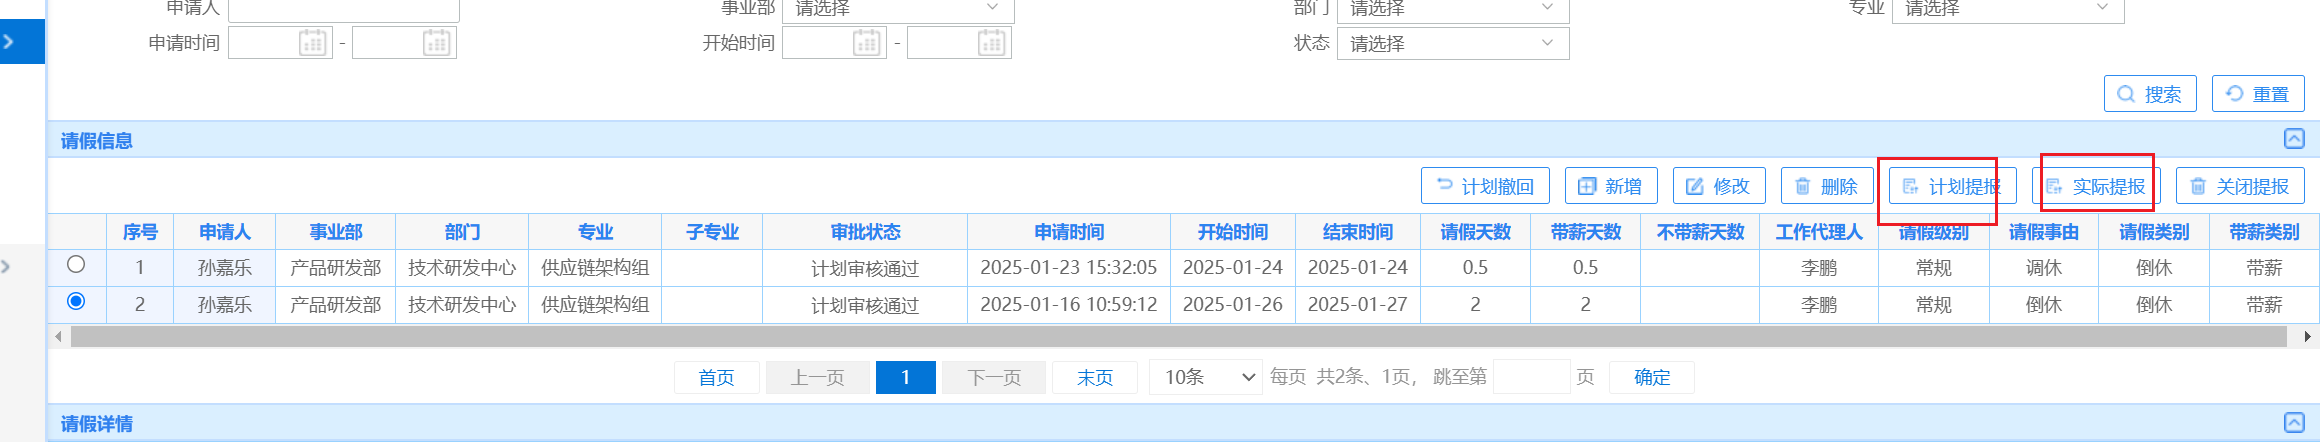 申请人 事业部 请选择 部门 请选择 专业 请选择
申请时间 - 开始时间 - 状态 请选择
搜索 重置
请假信息
计划撤回 新增 修改 删除 计划提报 实际提报 关闭提报
序号 申请人 事业部 部门 专业 子专业 审批状态 申请时间 开始时间 结束时间 请假天数 带薪天数 不带薪天数 工作代理人 请假级别 请假事由 请假类别 带薪类别
1 孙嘉乐 产品研发部 技术研发中心 供应链架构组 计划审核通过 2025-01-23 15:32:05 2025-01-24 2025-01-24 0.5 0.5 李鹏 常规 调休 倒休 带薪
2 孙嘉乐 产品研发部 技术研发中心 供应链架构组 计划审核通过 2025-01-16 10:59:12 2025-01-26 2025-01-27 2 2 李鹏 常规 倒休 倒休 带薪
首页 上一页 1 下一页 末页 10条 每页 共2条、1页， 跳至第 页 确定
请假详情